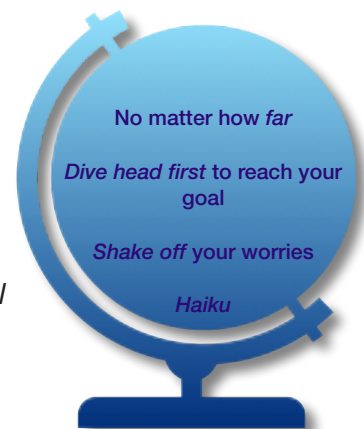 No matter how far
Dive head first to reach your
goal
Shake off your worries
Haiku